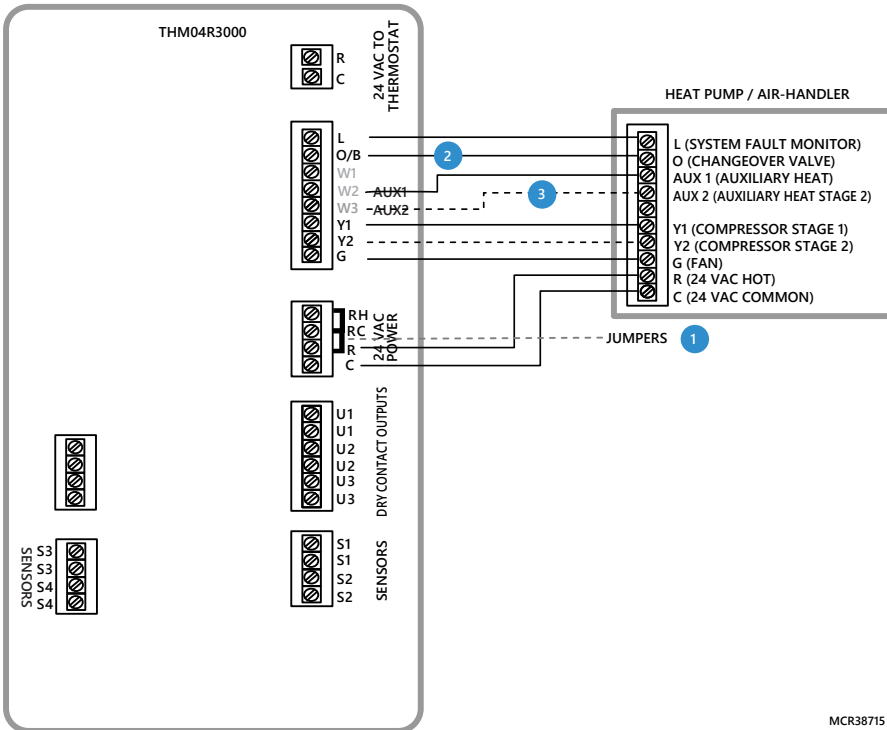 THM04R3000
R
C
24 VAC TO
THERMOSTAT
HEAT PUMP / AIR-HANDLER
L
O/B
W1
W2 AUX1
W3 AUX2
Y1
Y2
G
2
3
L (SYSTEM FAULT MONITOR)
O (CHANGEOVER VALVE)
AUX 1 (AUXILIARY HEAT)
AUX 2 (AUXILIARY HEAT STAGE 2)
Y1 (COMPRESSOR STAGE 1)
Y2 (COMPRESSOR STAGE 2)
G (FAN)
R (24 VAC HOT)
C (24 VAC COMMON)
RH
RC
R
C
24 VAC
POWER
JUMPERS 1
U1
U1
U2
U2
U3
U3
DRY CONTACT OUTPUTS
S3
S3
S4
S4
SENSORS
S1
S1
S2
S2
SENSORS
MCR38715